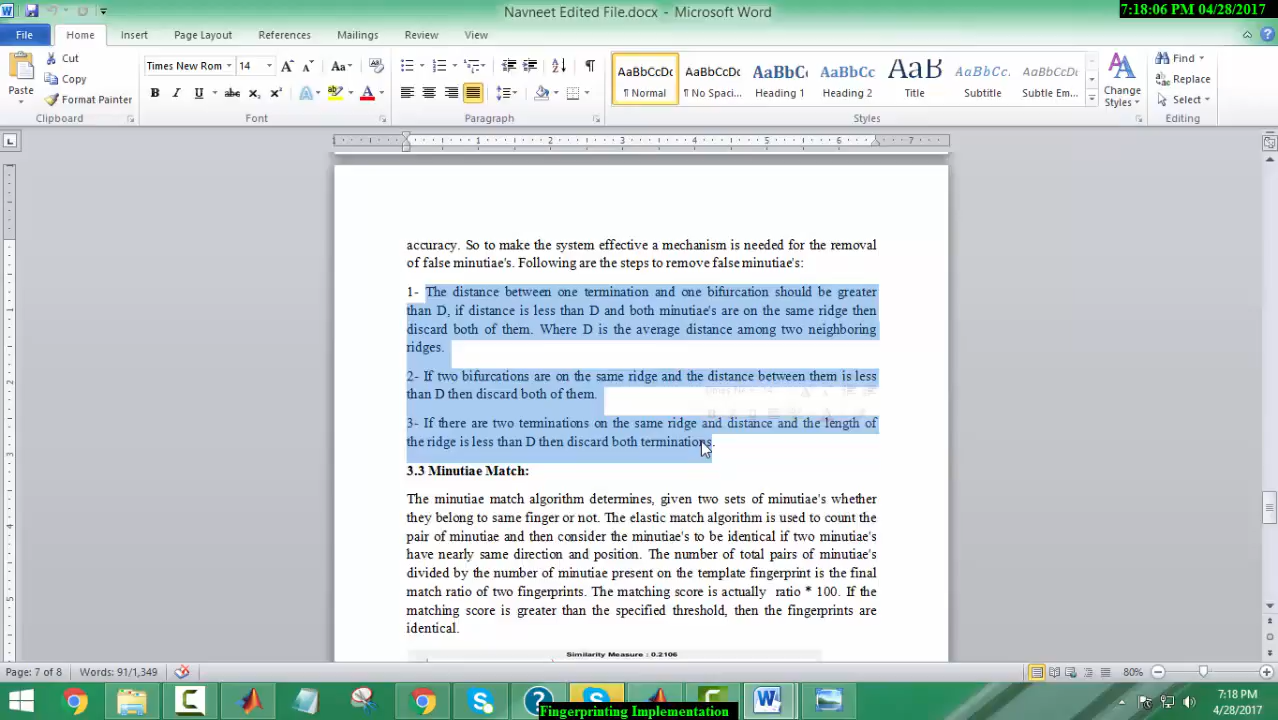 Navneet Edited File.docx - Microsoft Word
7:18:06 PM 04/28/2017
File Home Insert Page Layout References Mailings Review View
Paste
Cut
Copy
Format Painter
Times New Rom 14
AaBbCcDc AaBbCcDc AaBbC AaBbCc AaB AaBbCcL AaBbCcDc
¶ Normal ¶ No Spaci... Heading 1 Heading 2 Title Subtitle Subtle Em...
Change Styles
Find
Replace
Select
Clipboard Font Paragraph Styles Editing
accuracy. So to make the system effective a mechanism is needed for the removal
of false minutiae's. Following are the steps to remove false minutiae's:
1- The distance between one termination and one bifurcation should be greater
than D, if distance is less than D and both minutiae's are on the same ridge then
discard both of them. Where D is the average distance among two neighboring
ridges.
2- If two bifurcations are on the same ridge and the distance between them is less
than D then discard both of them.
3- If there are two terminations on the same ridge and distance and the length of
the ridge is less than D then discard both terminations.
3.3 Minutiae Match:
The minutiae match algorithm determines, given two sets of minutiae's whether
they belong to same finger or not. The elastic match algorithm is used to count the
pair of minutiae and then consider the minutiae's to be identical if two minutiae's
have nearly same direction and position. The number of total pairs of minutiae's
divided by the number of minutiae present on the template fingerprint is the final
match ratio of two fingerprints. The matching score is actually ratio * 100. If the
matching score is greater than the specified threshold, then the fingerprints are
identical.
Similarity Measure : 0.2106
Page: 7 of 8 Words: 91/1,349 80%
7:18 PM
4/28/2017
Fingerprinting Implementation